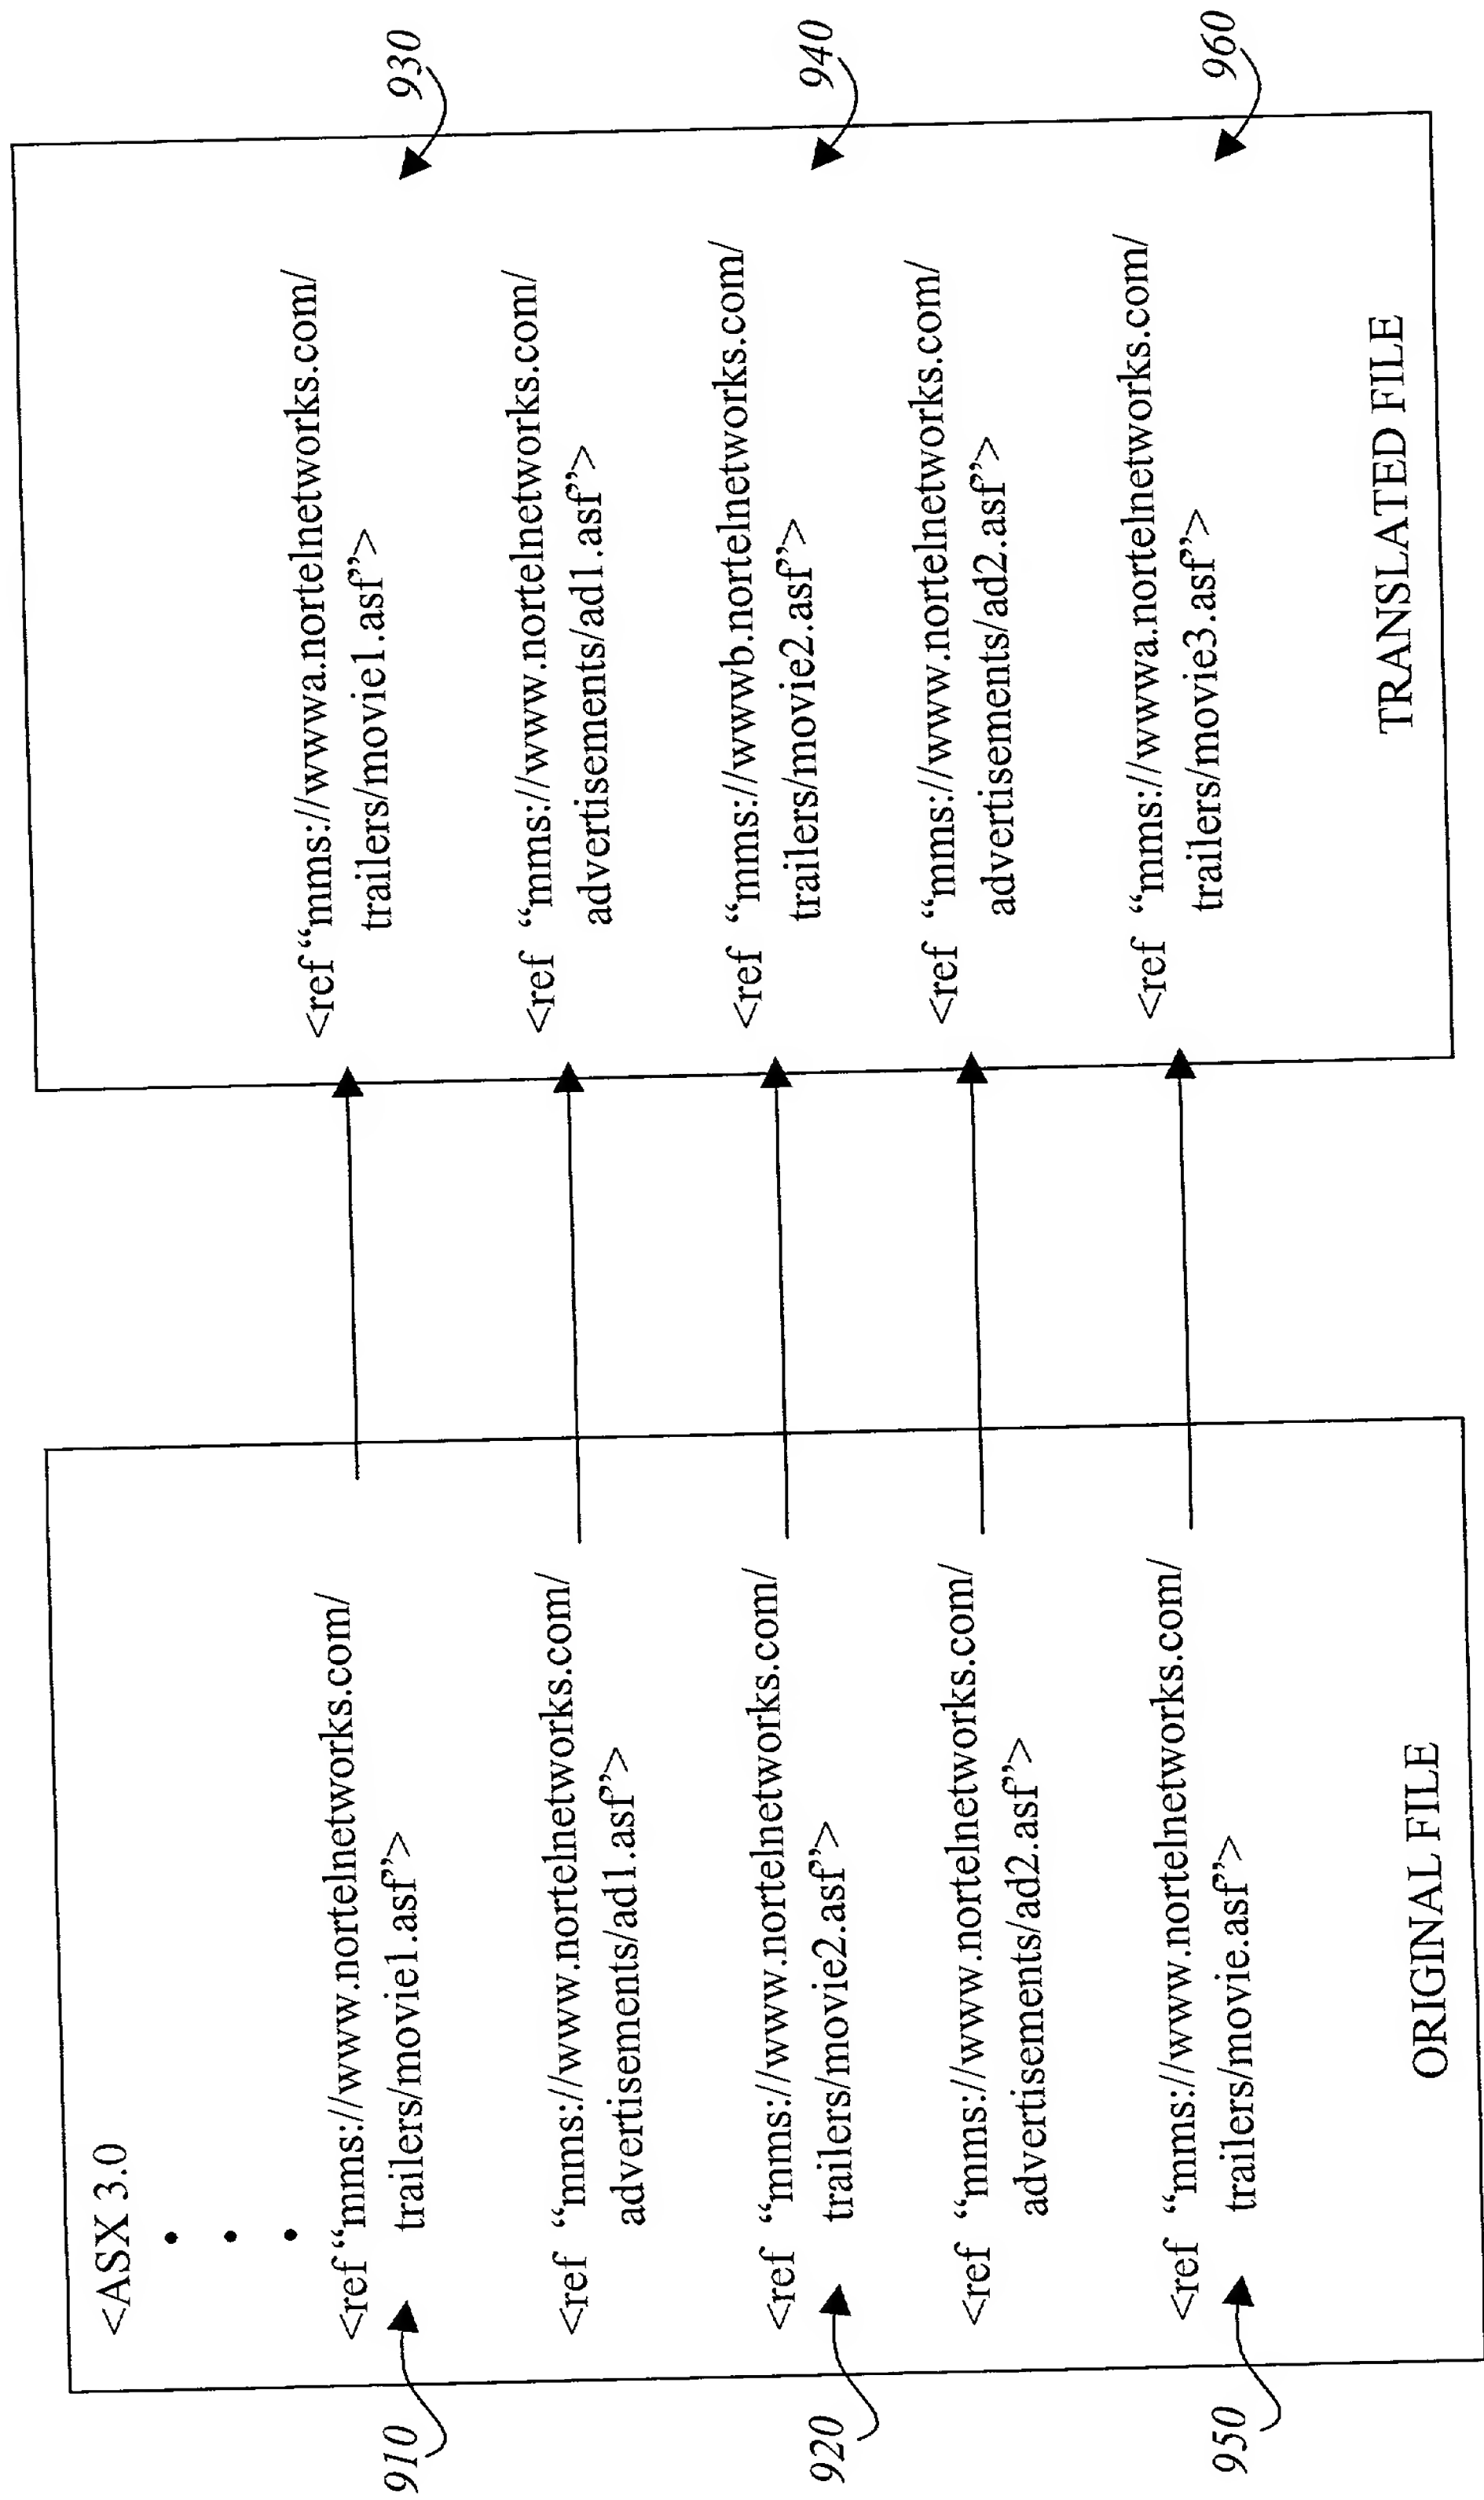 <ASX 3.0
910
<ref “mms://www.nortelnetworks.com/
trailers/movie1.asf”>
<ref “mms://www.nortelnetworks.com/
advertisements/ad1.asf”>
920
<ref “mms://www.nortelnetworks.com/
trailers/movie2.asf”>
<ref “mms://www.nortelnetworks.com/
advertisements/ad2.asf”>
950
<ref “mms://www.nortelnetworks.com/
trailers/movie.asf”>
ORIGINAL FILE
<ref “mms://wwwa.nortelnetworks.com/
trailers/movie1.asf”>
930
<ref “mms://www.nortelnetworks.com/
advertisements/ad1.asf”>
<ref “mms://wwwb.nortelnetworks.com/
trailers/movie2.asf”>
940
<ref “mms://www.nortelnetworks.com/
advertisements/ad2.asf”>
<ref “mms://wwwa.nortelnetworks.com/
trailers/movie3.asf”>
960
TRANSLATED FILE